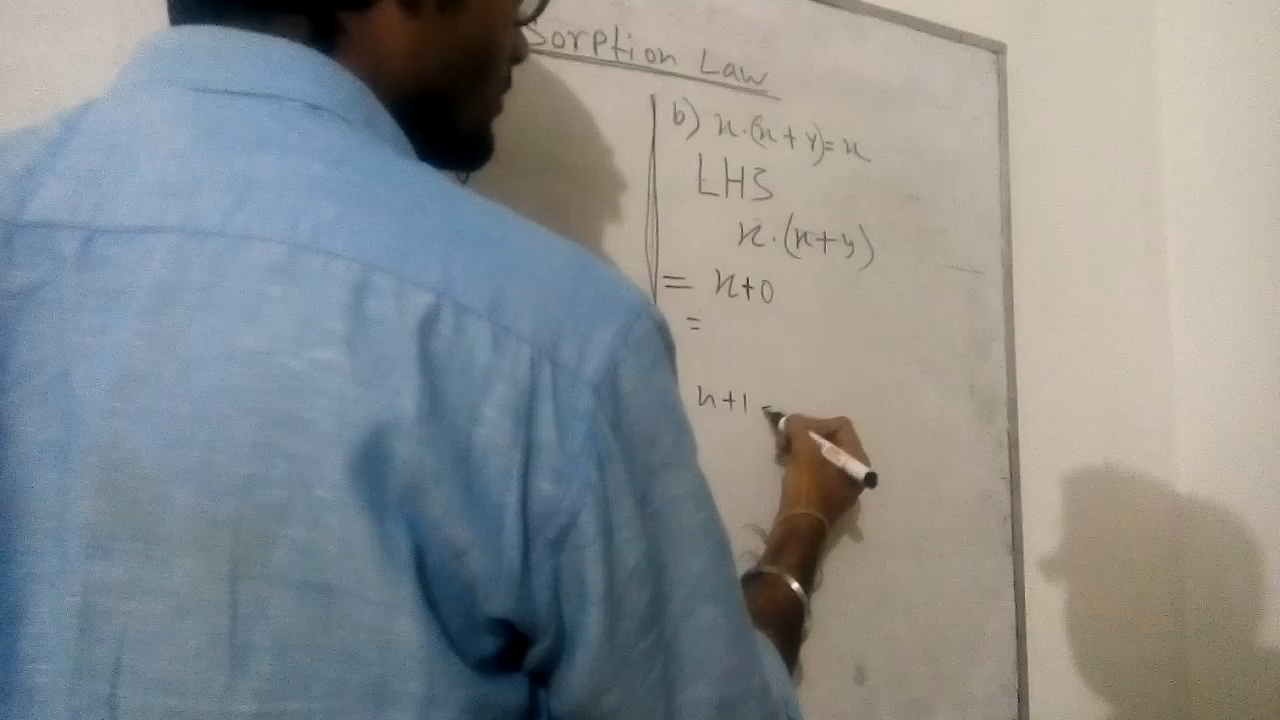 Sorption Law
b) x.(x+y)=x
LHS
x.(x+y)
= x+0
=
x+1 =